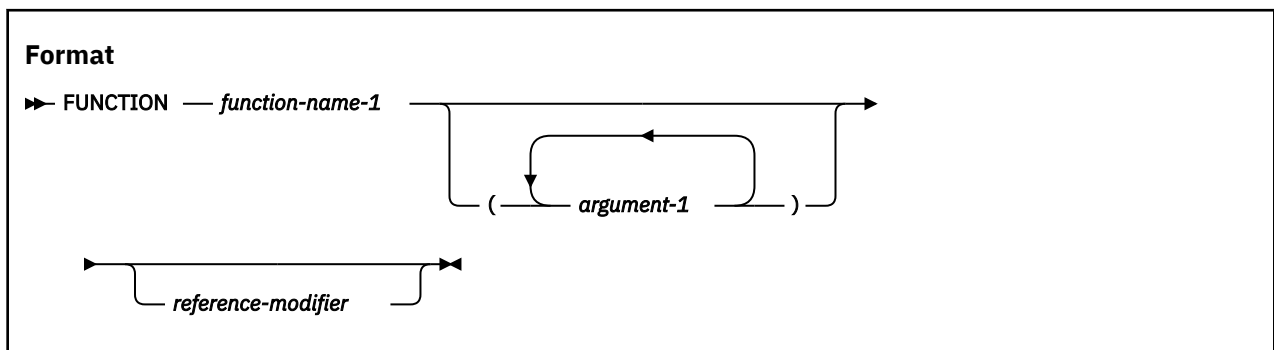 Format
FUNCTION function-name-1
( argument-1 )
reference-modifier